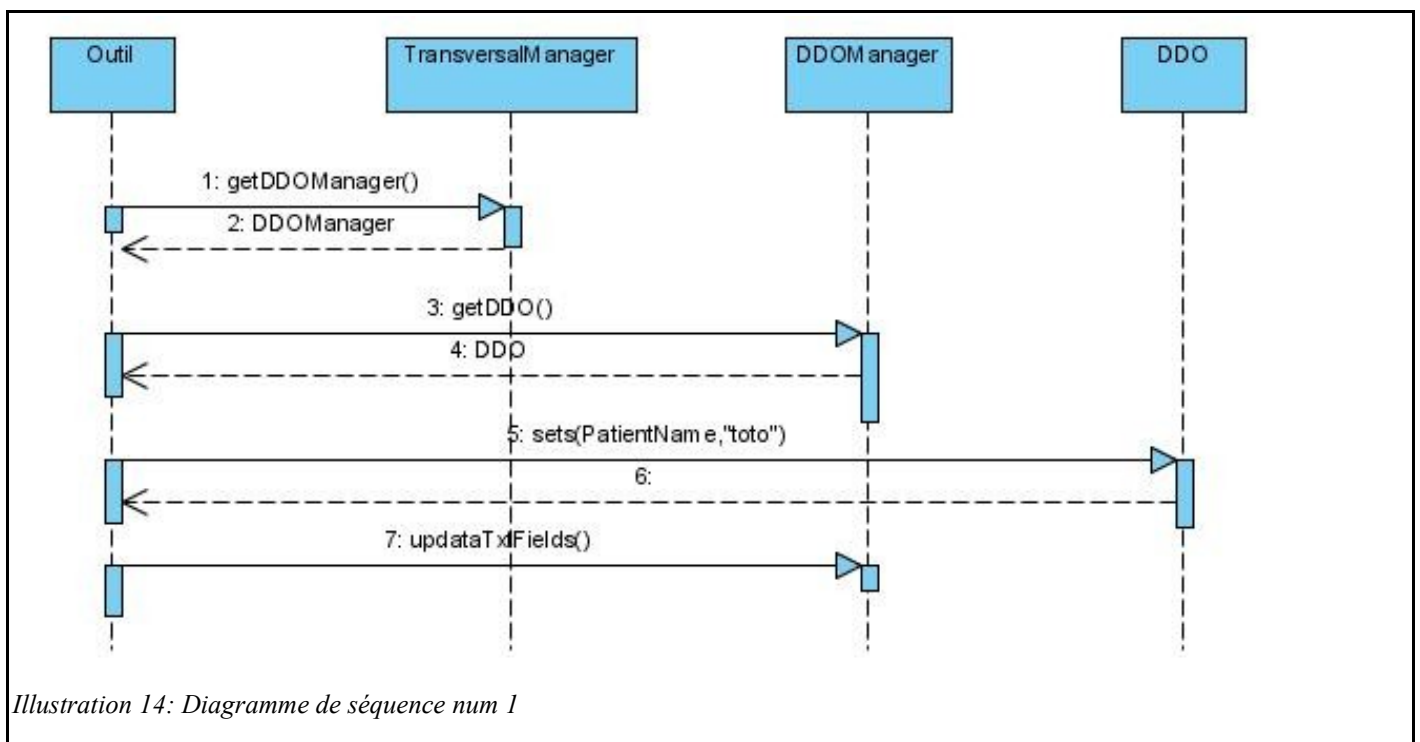 Outil
TransversalManager
DDOManager
DDO
1: getDDOManager()
2: DDOManager
3: getDDO()
4: DDO
5: sets(PatientName,"toto")
6:
7: updataTxtFields()
Illustration 14: Diagramme de séquence num 1